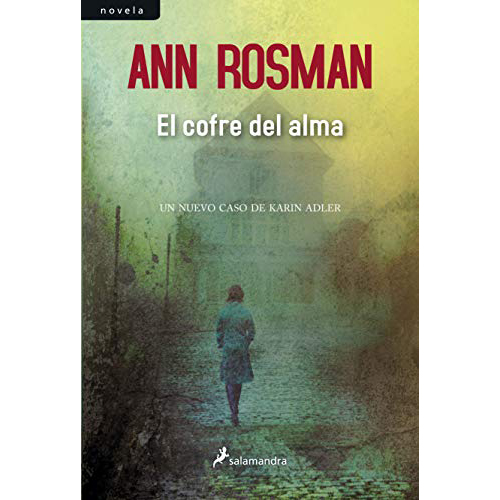 novela
ANN ROSMAN
El cofre del alma
UN NUEVO CASO DE KARIN ADLER
salamandra